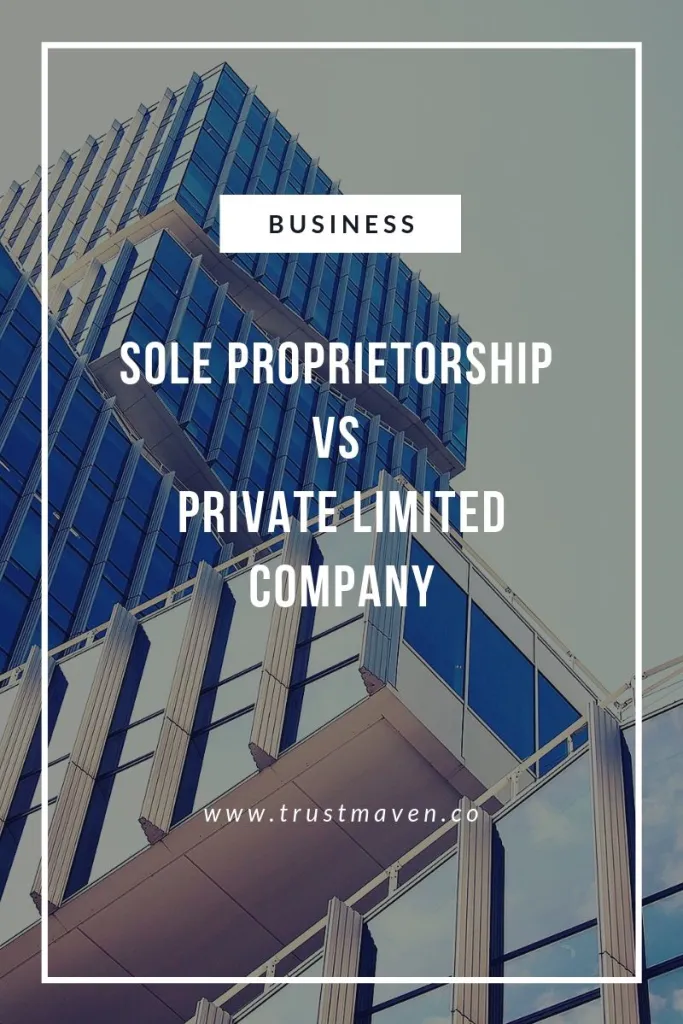 BUSINESS
SOLE PROPRIETORSHIP
VS
PRIVATE LIMITED
COMPANY
www.trustmaven.co